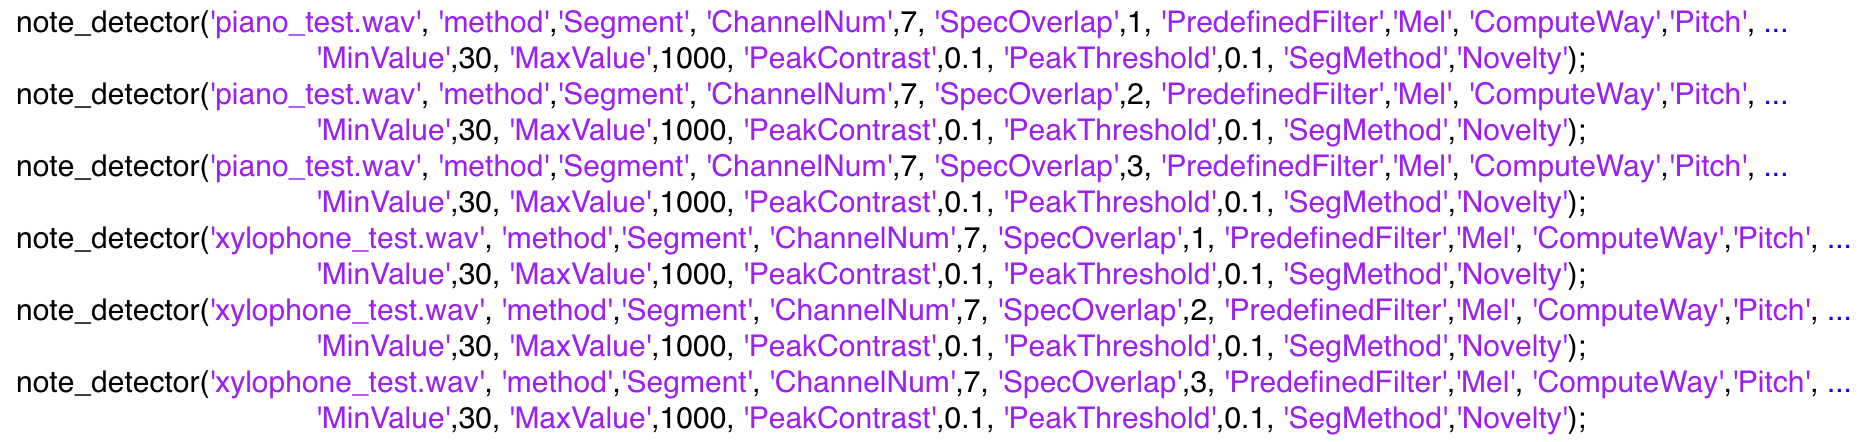 note_detector('piano_test.wav', 'method','Segment', 'ChannelNum',7, 'SpecOverlap',1, 'PredefinedFilter','Mel', 'ComputeWay','Pitch', ...
'MinValue',30, 'MaxValue',1000, 'PeakContrast',0.1, 'PeakThreshold',0.1, 'SegMethod','Novelty');
note_detector('piano_test.wav', 'method','Segment', 'ChannelNum',7, 'SpecOverlap',2, 'PredefinedFilter','Mel', 'ComputeWay','Pitch', ...
'MinValue',30, 'MaxValue',1000, 'PeakContrast',0.1, 'PeakThreshold',0.1, 'SegMethod','Novelty');
note_detector('piano_test.wav', 'method','Segment', 'ChannelNum',7, 'SpecOverlap',3, 'PredefinedFilter','Mel', 'ComputeWay','Pitch', ...
'MinValue',30, 'MaxValue',1000, 'PeakContrast',0.1, 'PeakThreshold',0.1, 'SegMethod','Novelty');
note_detector('xylophone_test.wav', 'method','Segment', 'ChannelNum',7, 'SpecOverlap',1, 'PredefinedFilter','Mel', 'ComputeWay','Pitch', ...
'MinValue',30, 'MaxValue',1000, 'PeakContrast',0.1, 'PeakThreshold',0.1, 'SegMethod','Novelty');
note_detector('xylophone_test.wav', 'method','Segment', 'ChannelNum',7, 'SpecOverlap',2, 'PredefinedFilter','Mel', 'ComputeWay','Pitch', ...
'MinValue',30, 'MaxValue',1000, 'PeakContrast',0.1, 'PeakThreshold',0.1, 'SegMethod','Novelty');
note_detector('xylophone_test.wav', 'method','Segment', 'ChannelNum',7, 'SpecOverlap',3, 'PredefinedFilter','Mel', 'ComputeWay','Pitch', ...
'MinValue',30, 'MaxValue',1000, 'PeakContrast',0.1, 'PeakThreshold',0.1, 'SegMethod','Novelty');